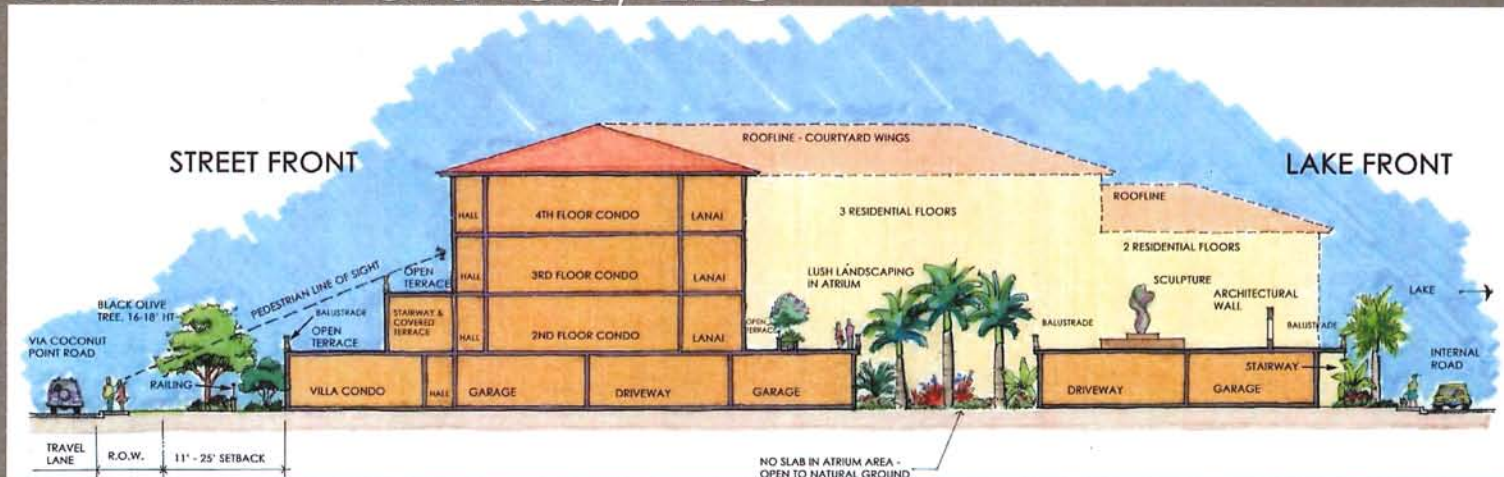 STREET FRONT
LAKE FRONT
ROOFLINE - COURTYARD WINGS
ROOFLINE
HALL
4TH FLOOR CONDO
LANAI
3 RESIDENTIAL FLOORS
2 RESIDENTIAL FLOORS
PEDESTRIAN LINE OF SIGHT
OPEN
TERRACE
HALL
3RD FLOOR CONDO
LANAI
LUSH LANDSCAPING
IN ATRIUM
SCULPTURE
ARCHITECTURAL
WALL
LAKE
BLACK OLIVE
TREE, 16-18' HT
BALUSTRADE
OPEN
TERRACE
STAIRWAY &
COVERED
TERRACE
HALL
2ND FLOOR CONDO
LANAI
OPEN
TERRACE
BALUSTRADE
BALUSTRADE
VIA COCONUT
POINT ROAD
RAILING
VILLA CONDO
HALL
GARAGE
DRIVEWAY
GARAGE
DRIVEWAY
GARAGE
STAIRWAY
INTERNAL
ROAD
TRAVEL
LANE
R.O.W.
11' - 25' SETBACK
NO SLAB IN ATRIUM AREA -
OPEN TO NATURAL GROUND